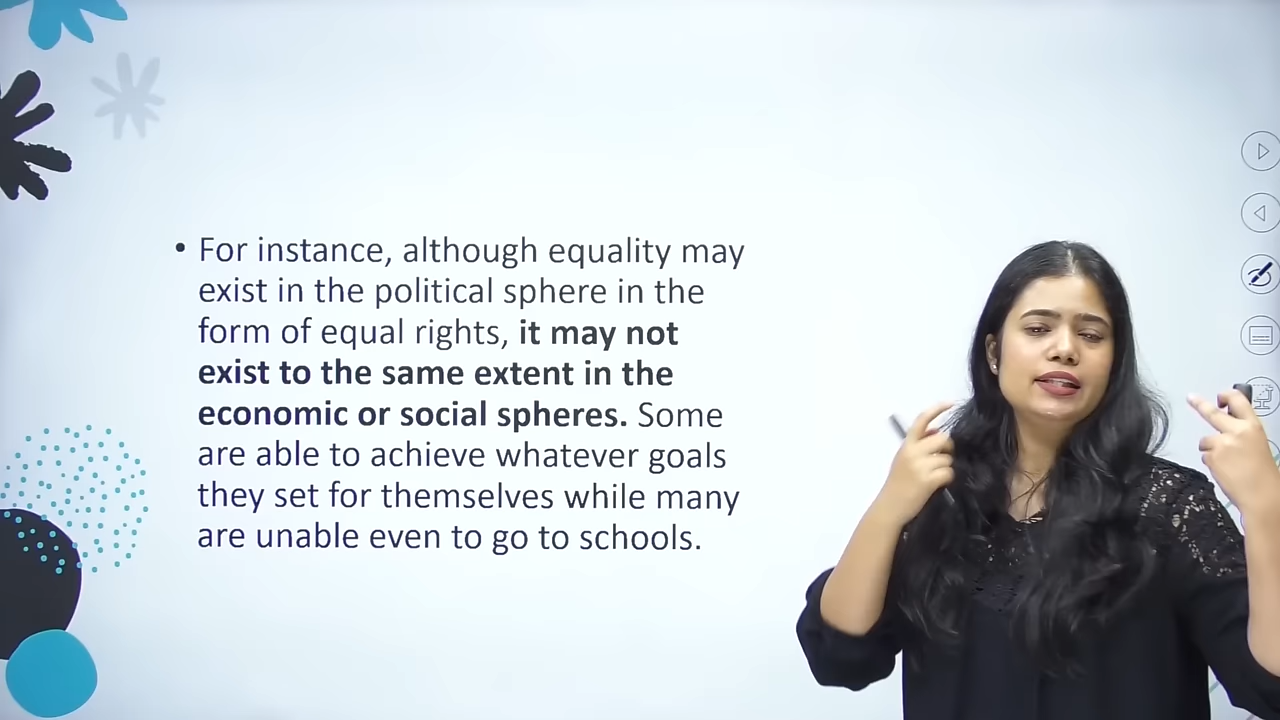 • For instance, although equality may
exist in the political sphere in the
form of equal rights, it may not
exist to the same extent in the
economic or social spheres. Some
are able to achieve whatever goals
they set for themselves while many
are unable even to go to schools.